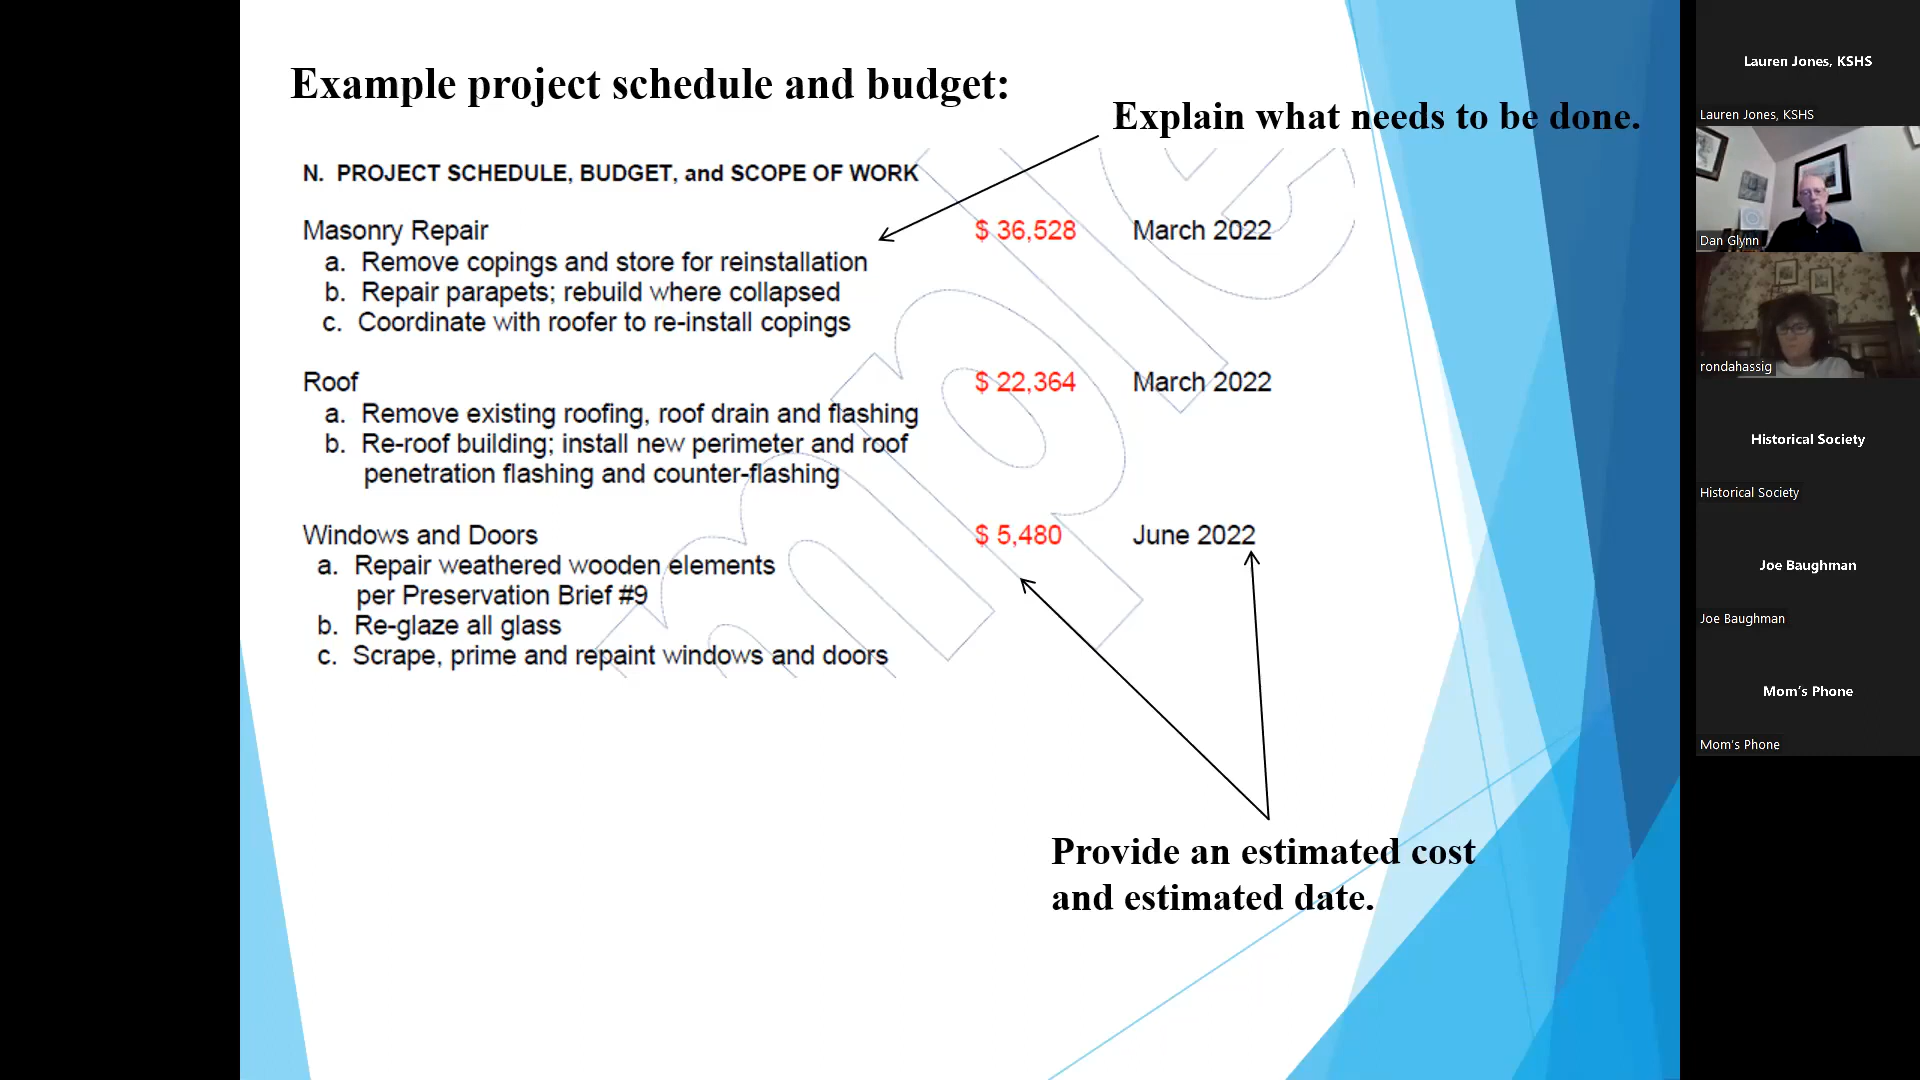 Example project schedule and budget:
Explain what needs to be done.
N. PROJECT SCHEDULE, BUDGET, and SCOPE OF WORK
Masonry Repair $ 36,528 March 2022
a. Remove copings and store for reinstallation
b. Repair parapets; rebuild where collapsed
c. Coordinate with roofer to re-install copings
Roof $ 22,364 March 2022
a. Remove existing roofing, roof drain and flashing
b. Re-roof building; install new perimeter and roof
penetration flashing and counter-flashing
Windows and Doors $ 5,480 June 2022
a. Repair weathered wooden elements
per Preservation Brief #9
b. Re-glaze all glass
c. Scrape, prime and repaint windows and doors
Provide an estimated cost
and estimated date.
mple
Lauren Jones, KSHS
Lauren Jones, KSHS
Dan Glynn
rondahassig
Historical Society
Historical Society
Joe Baughman
Joe Baughman
Mom's Phone
Mom's Phone